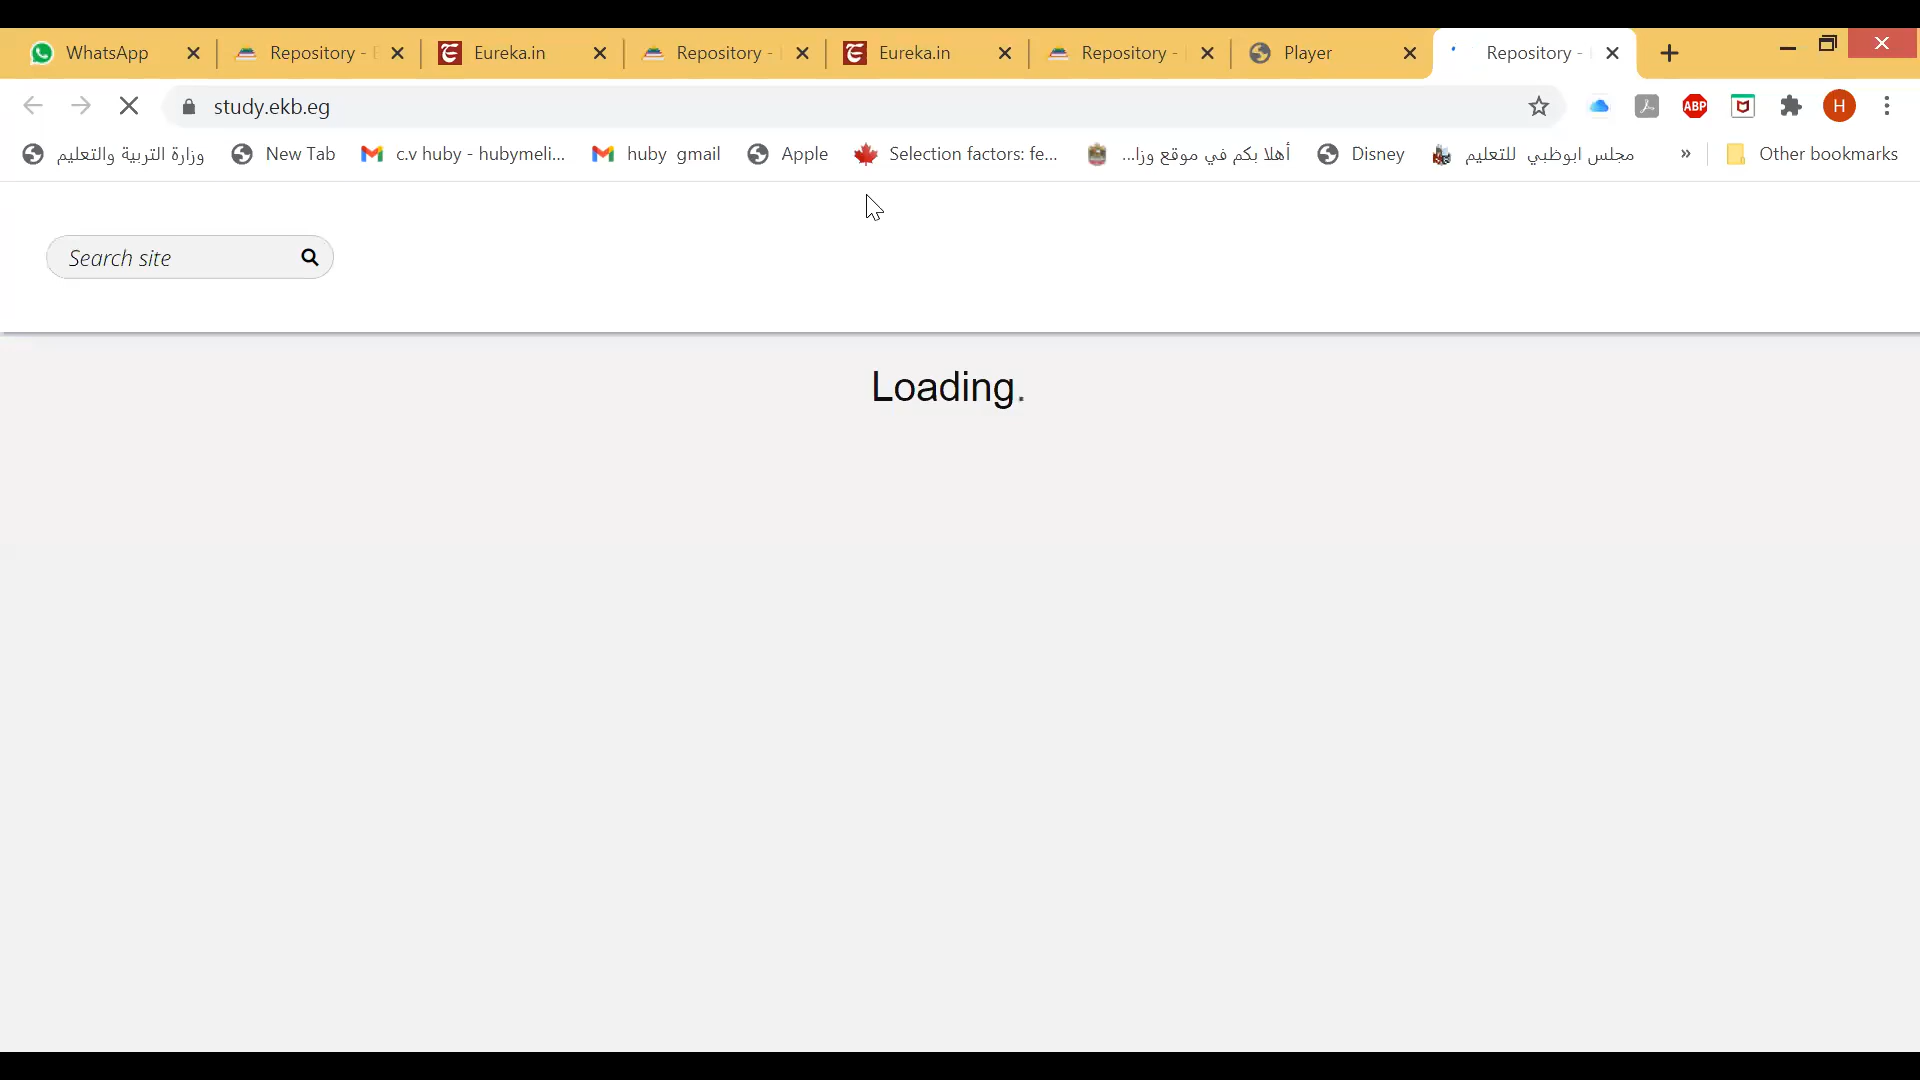 WhatsApp
Repository - E
Eureka.in
Repository -
Eureka.in
Repository -
Player
Repository -
study.ekb.eg
ABP
H
وزارة التربية والتعليم
New Tab
c.v huby - hubymeli...
huby gmail
Apple
Selection factors: fe...
أهلا بكم في موقع وزا...
Disney
مجلس ابوظبي للتعليم
»
Other bookmarks
Search site
Loading.